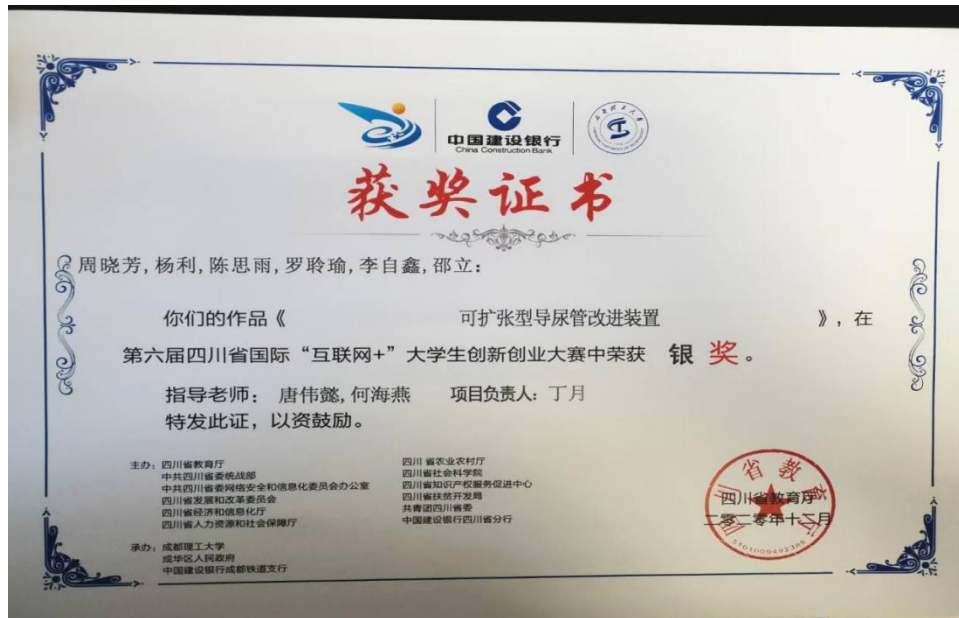 中国建设银行
China Construction Bank
获奖证书
周晓芳,杨利,陈思雨,罗聆瑜,李自鑫,邵立:
你们的作品《 可扩张型导尿管改进装置 》,在
第六届四川省国际“互联网+”大学生创新创业大赛中荣获 银 奖。
指导老师: 唐伟懿,何海燕 项目负责人: 丁月
特发此证,以资鼓励。
主办: 四川省教育厅
中共四川省委统战部
中共四川省委网络安全和信息化委员会办公室
四川省发展和改革委员会
四川省经济和信息化厅
四川省人力资源和社会保障厅
四川 省农业农村厅
四川省社会科学院
四川省知识产权服务促进中心
四川省扶贫开发局
共青团四川省委
中国建设银行四川省分行
承办: 成都理工大学
成华区人民政府
中国建设银行成都铁道支行
四川省教育厅
四川省教育厅
二零二零年十二月
5101009492385